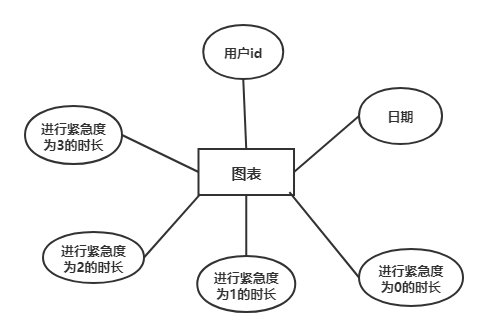 用户id
日期
进行紧急度
为3的时长
图表
进行紧急度
为2的时长
进行紧急度
为1的时长
进行紧急度
为0的时长